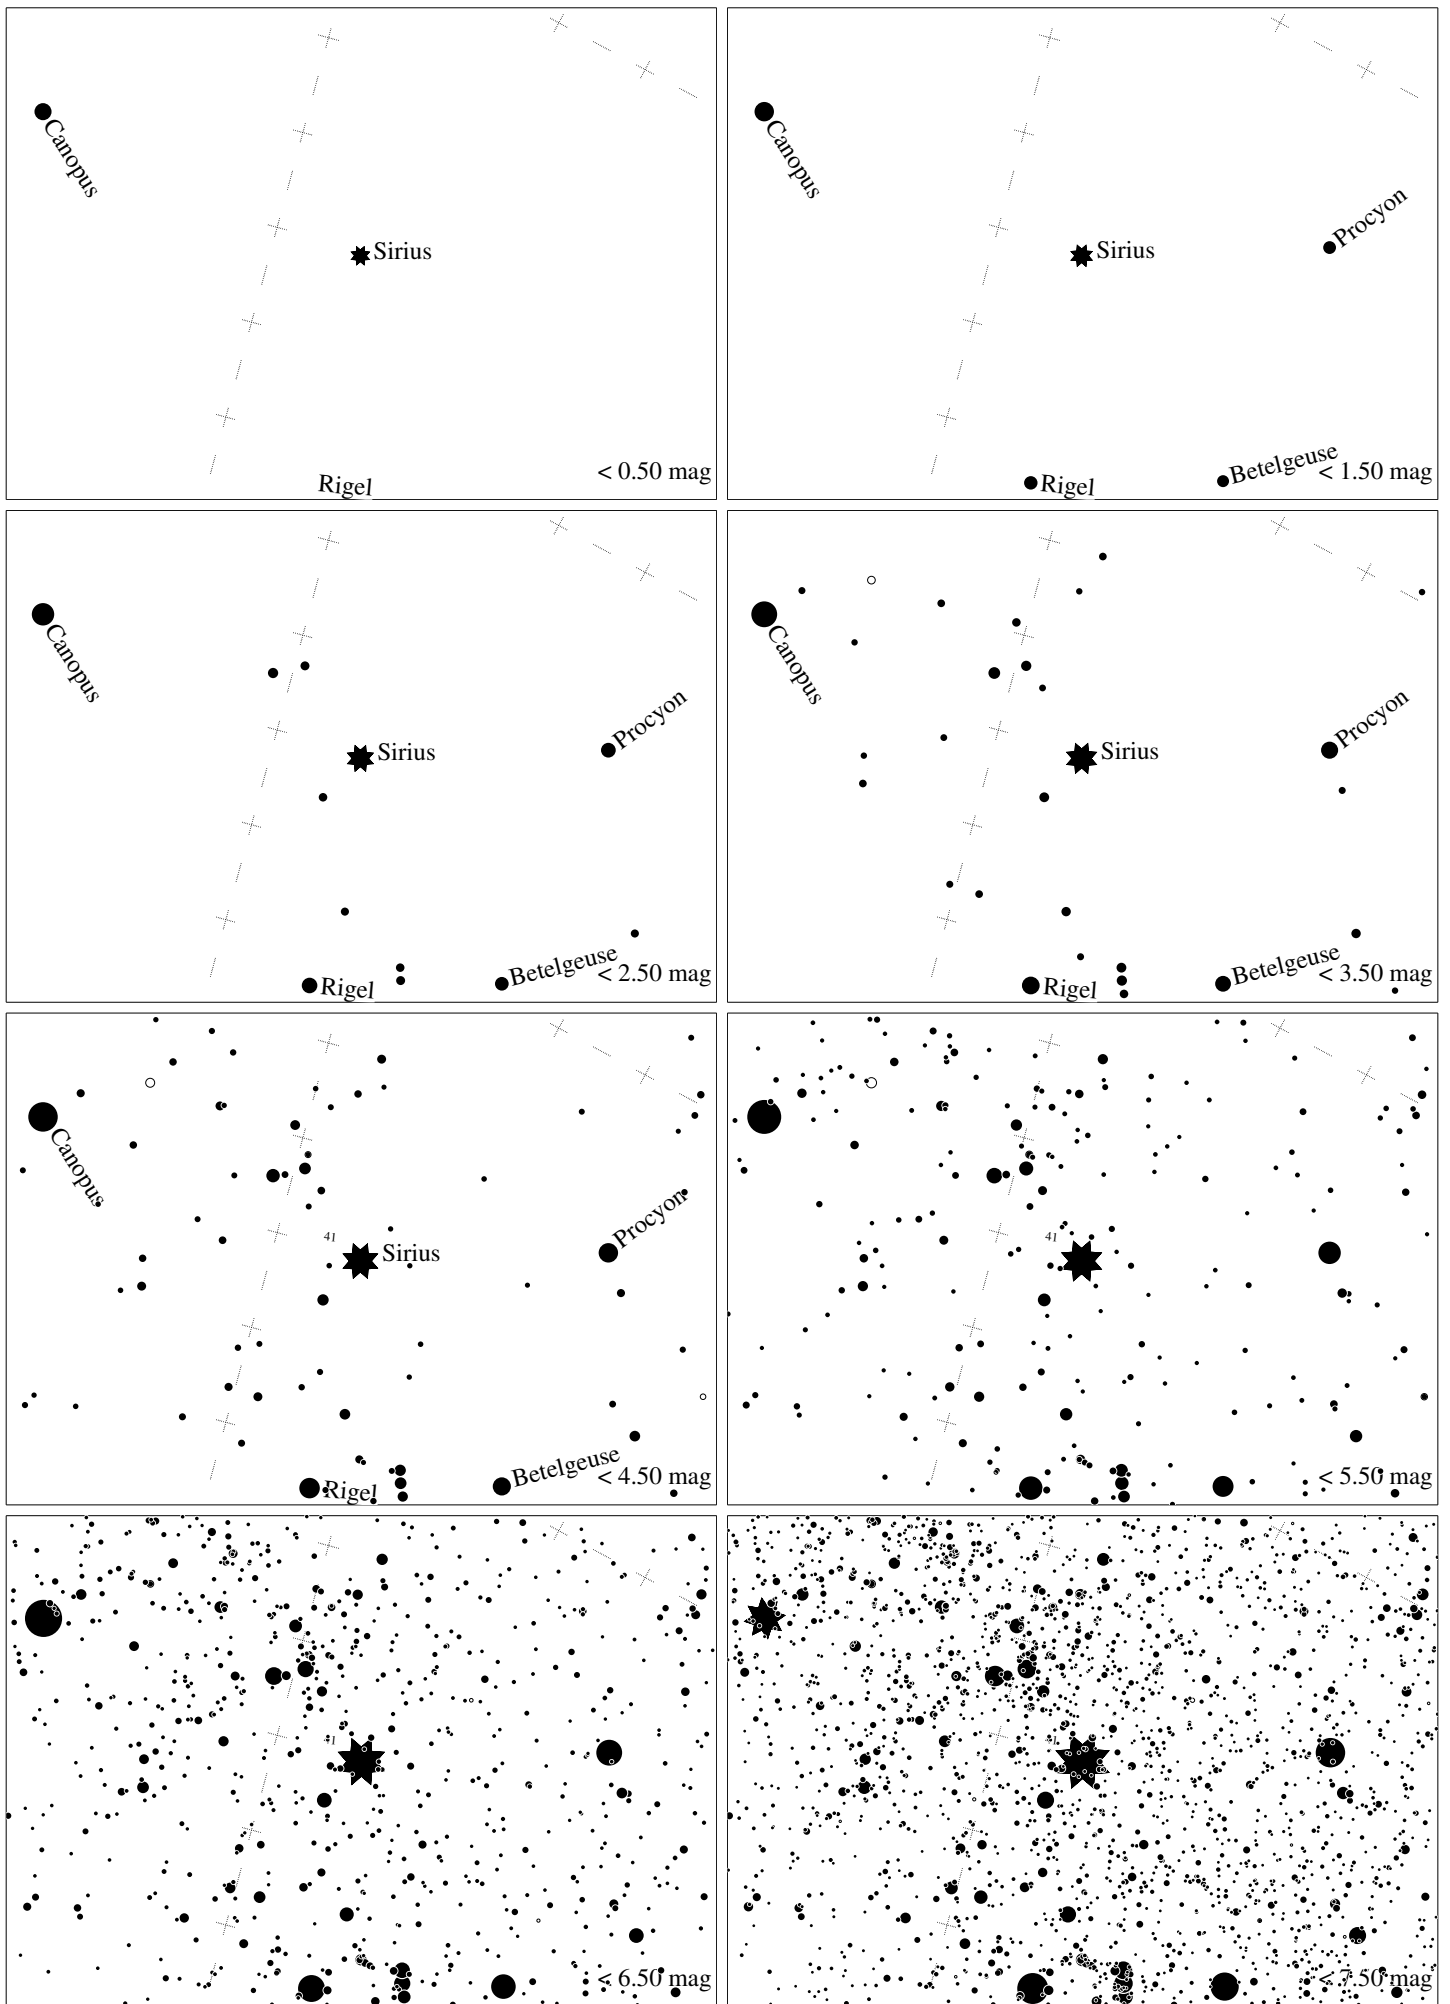 Canopus
Sirius
Rigel
< 0.50 mag
Canopus
Procyon
Sirius
Betelgeuse
Rigel
< 1.50 mag
Canopus
Procyon
Sirius
Betelgeuse
Rigel
< 2.50 mag
Canopus
Procyon
Sirius
Betelgeuse
Rigel
< 3.50 mag
Canopus
Procyon
41
Sirius
Betelgeuse
Rigel
< 4.50 mag
41
< 5.50 mag
41
< 6.50 mag
41
< 7.50 mag